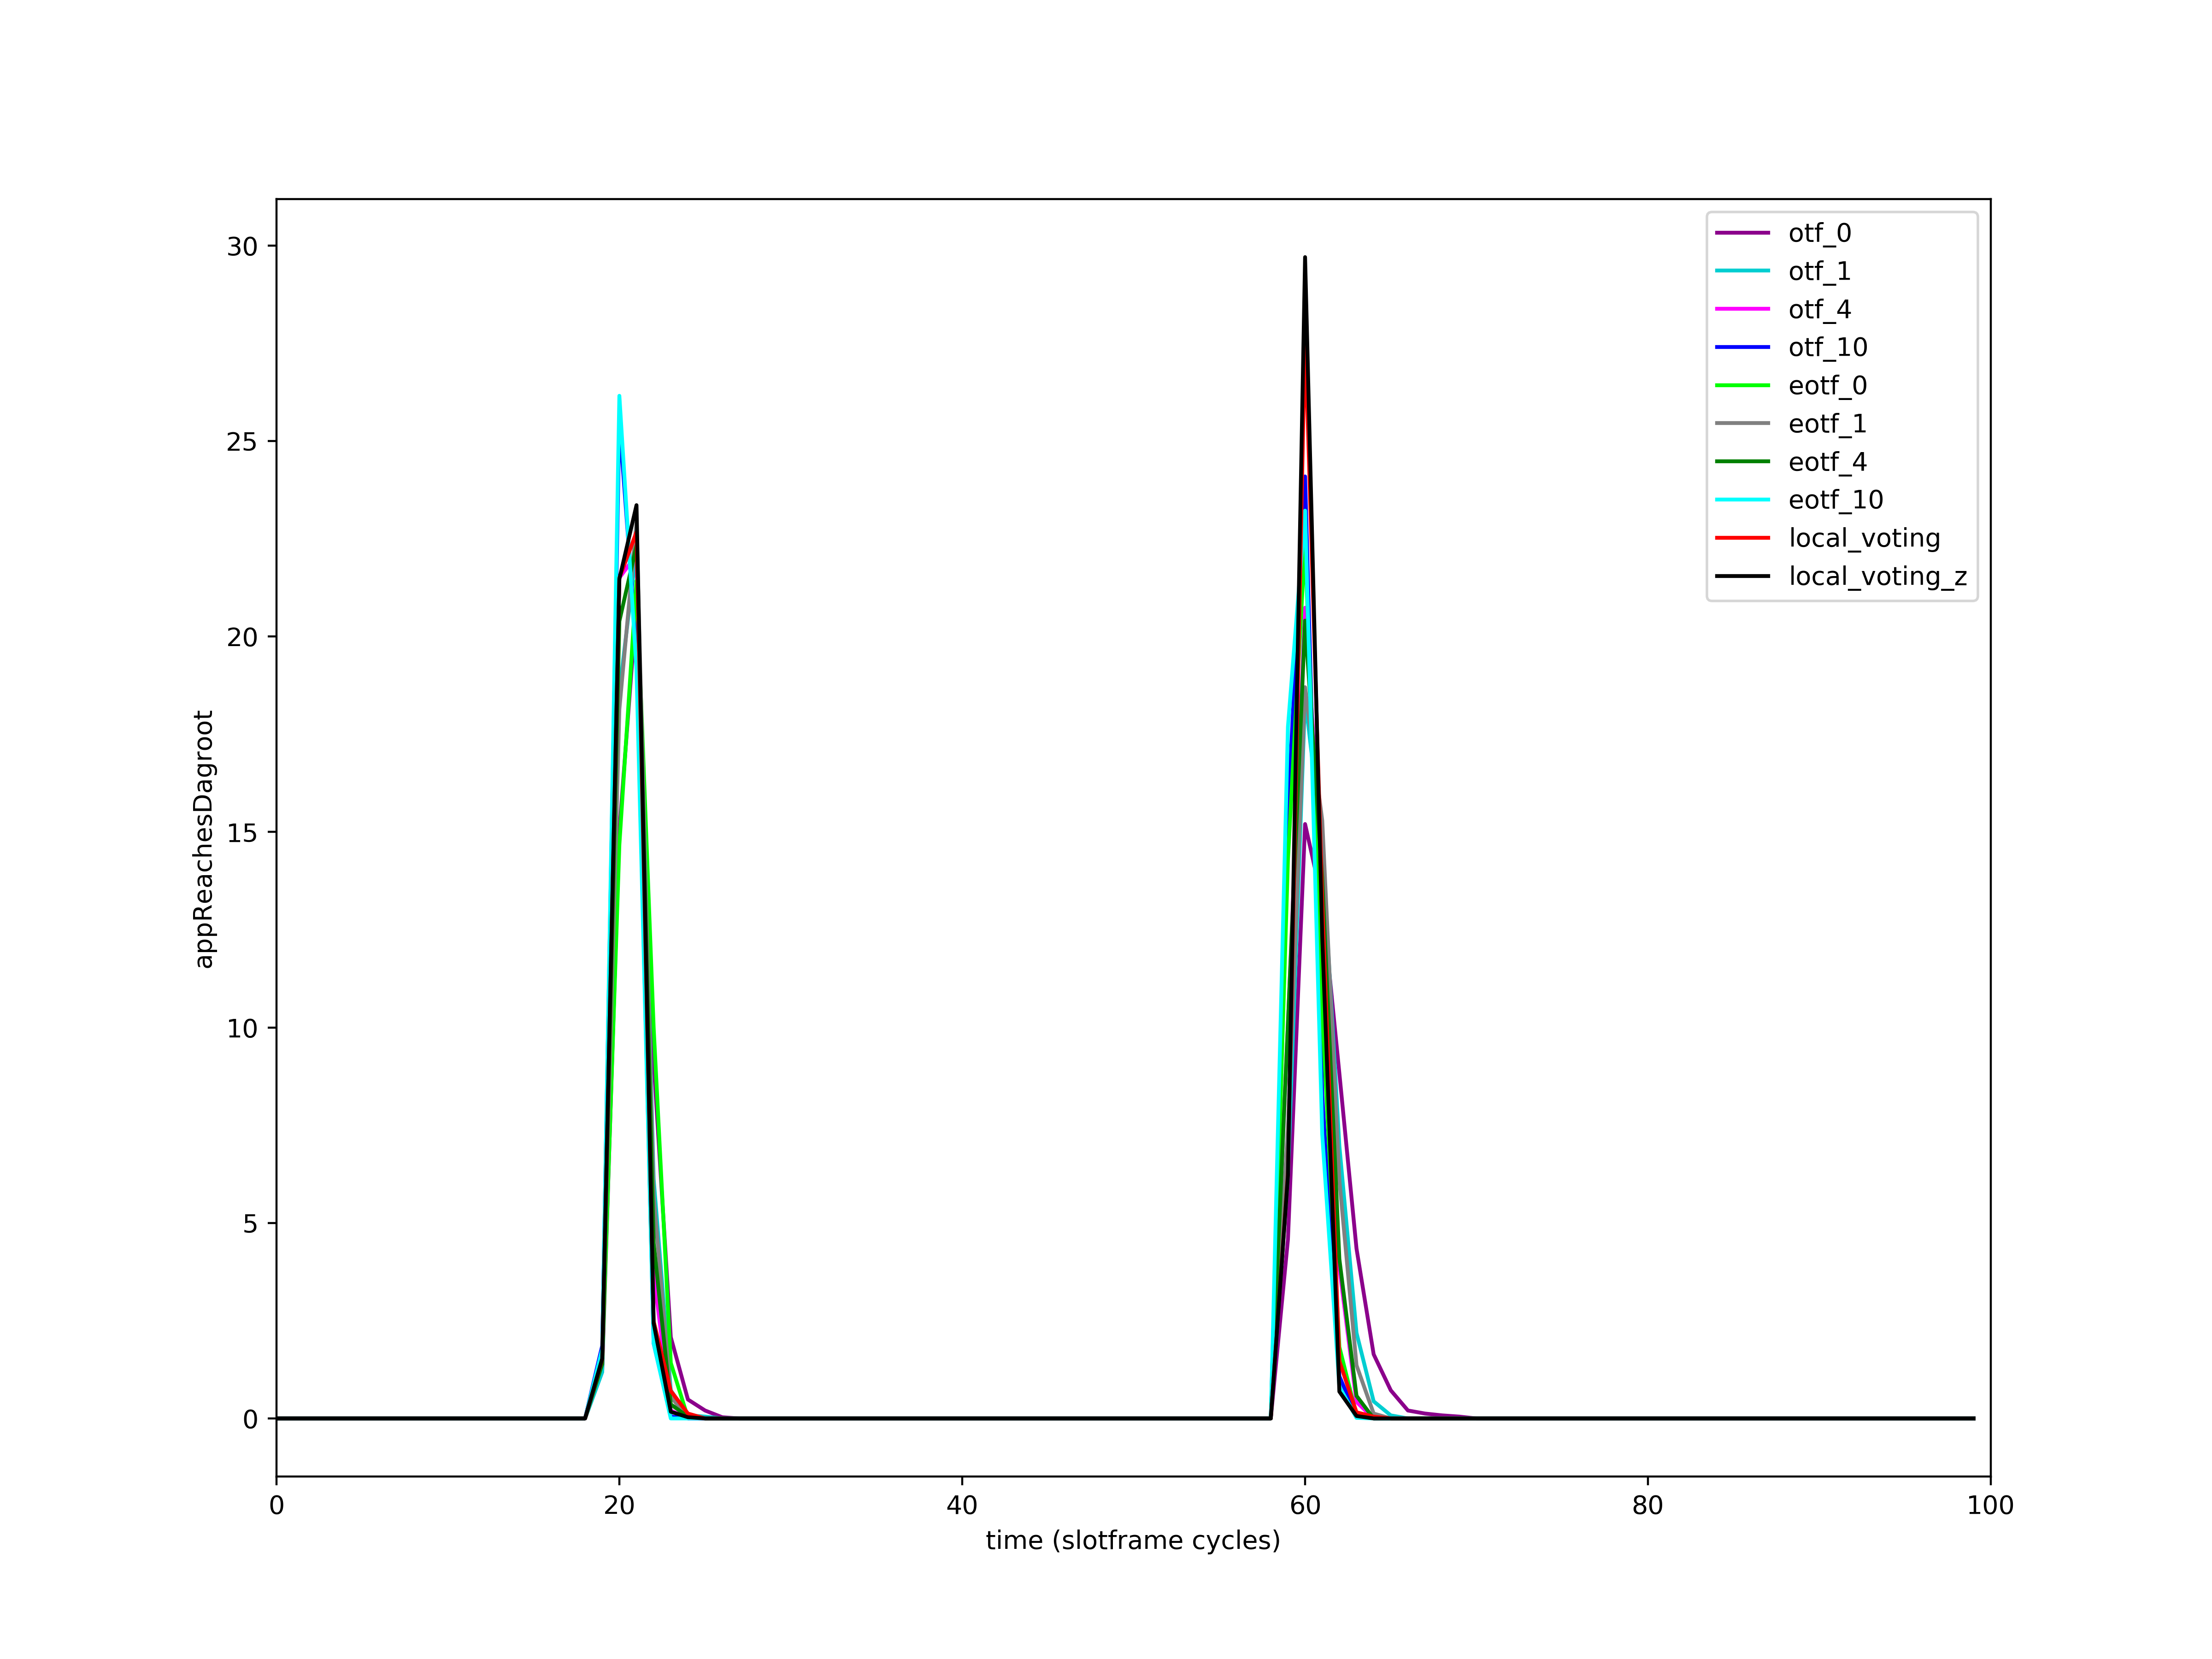 30
25
20
15
10
5
0
appReachesDagroot
0 20 40 60 80 100
time (slotframe cycles)
otf_0
otf_1
otf_4
otf_10
eotf_0
eotf_1
eotf_4
eotf_10
local_voting
local_voting_z